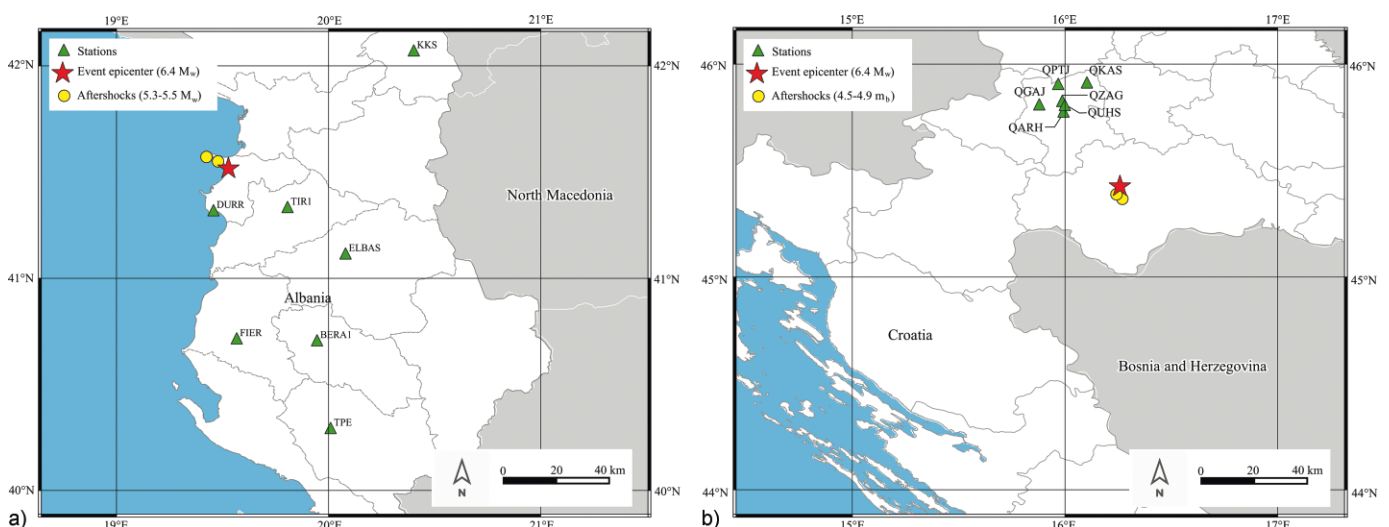 19°E 20°E 21°E
42°N 42°N
Stations
Event epicenter (6.4 Mw)
Aftershocks (5.3-5.5 Mw)
KKS
North Macedonia
DURR
TIR1
ELBAS
41°N 41°N
Albania
FIER
BERA1
TPE
N
0 20 40 km
40°N 40°N
19°E 20°E 21°E
a)
15°E 16°E 17°E
46°N 46°N
Stations
Event epicenter (6.4 Mw)
Aftershocks (4.5-4.9 mb)
QPTJ
QKAS
QGAJ
QZAG
QUHS
QARH
45°N 45°N
Croatia
Bosnia and Herzegovina
N
0 20 40 km
44°N 44°N
15°E 16°E 17°E
b)